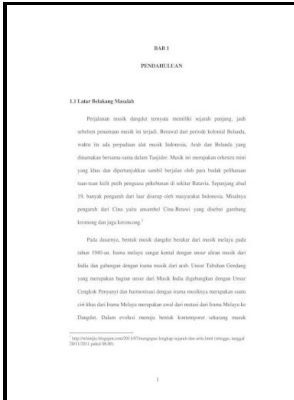 BAB 1
PENDAHULUAN
1.1 Latar Belakang Masalah
Perjalanan musik dangdut ternyata memiliki sejarah panjang, jauh
sebelum penamaan musik ini terjadi. Berawal dari periode kolonial Belanda,
waktu itu ada perpaduan alat musik Indonesia, Arab dan Belanda yang
dinamakan bersama-sama dalam Tanjidor. Musik ini merupakan orkestra mini
yang khas dan dipertunjukkan sambil berjalan oleh para budak peliharaan
tuan-tuan kulit putih penguasa perkebunan di sekitar Batavia. Sepanjang abad
19, banyak pengaruh dari luar diserap oleh masyarakat Indonesia. Misalnya
pengaruh dari Cina yaitu ansambel Cina-Betawi yang disebut gambang
kromong dan juga keroncong.
Pada dasarnya, bentuk musik dangdut berakar dari musik melayu pada
tahun 1940-an. Irama melayu sangat kental dengan unsur aliran musik dari
India dan gabungan dengan irama musik dari arab. Unsur Tabuhan Gendang
yang merupakan bagian unsur dari Musik India digabungkan dengan Unsur
Cengkok Penyanyi dan harmonisasi dengan irama musiknya merupakan suatu
ciri khas dari Irama Melayu merupakan awal dari mutasi dari Irama Melayu ke
Dangdut. Dalam evolusi menuju bentuk kontemporer sekarang musik
1